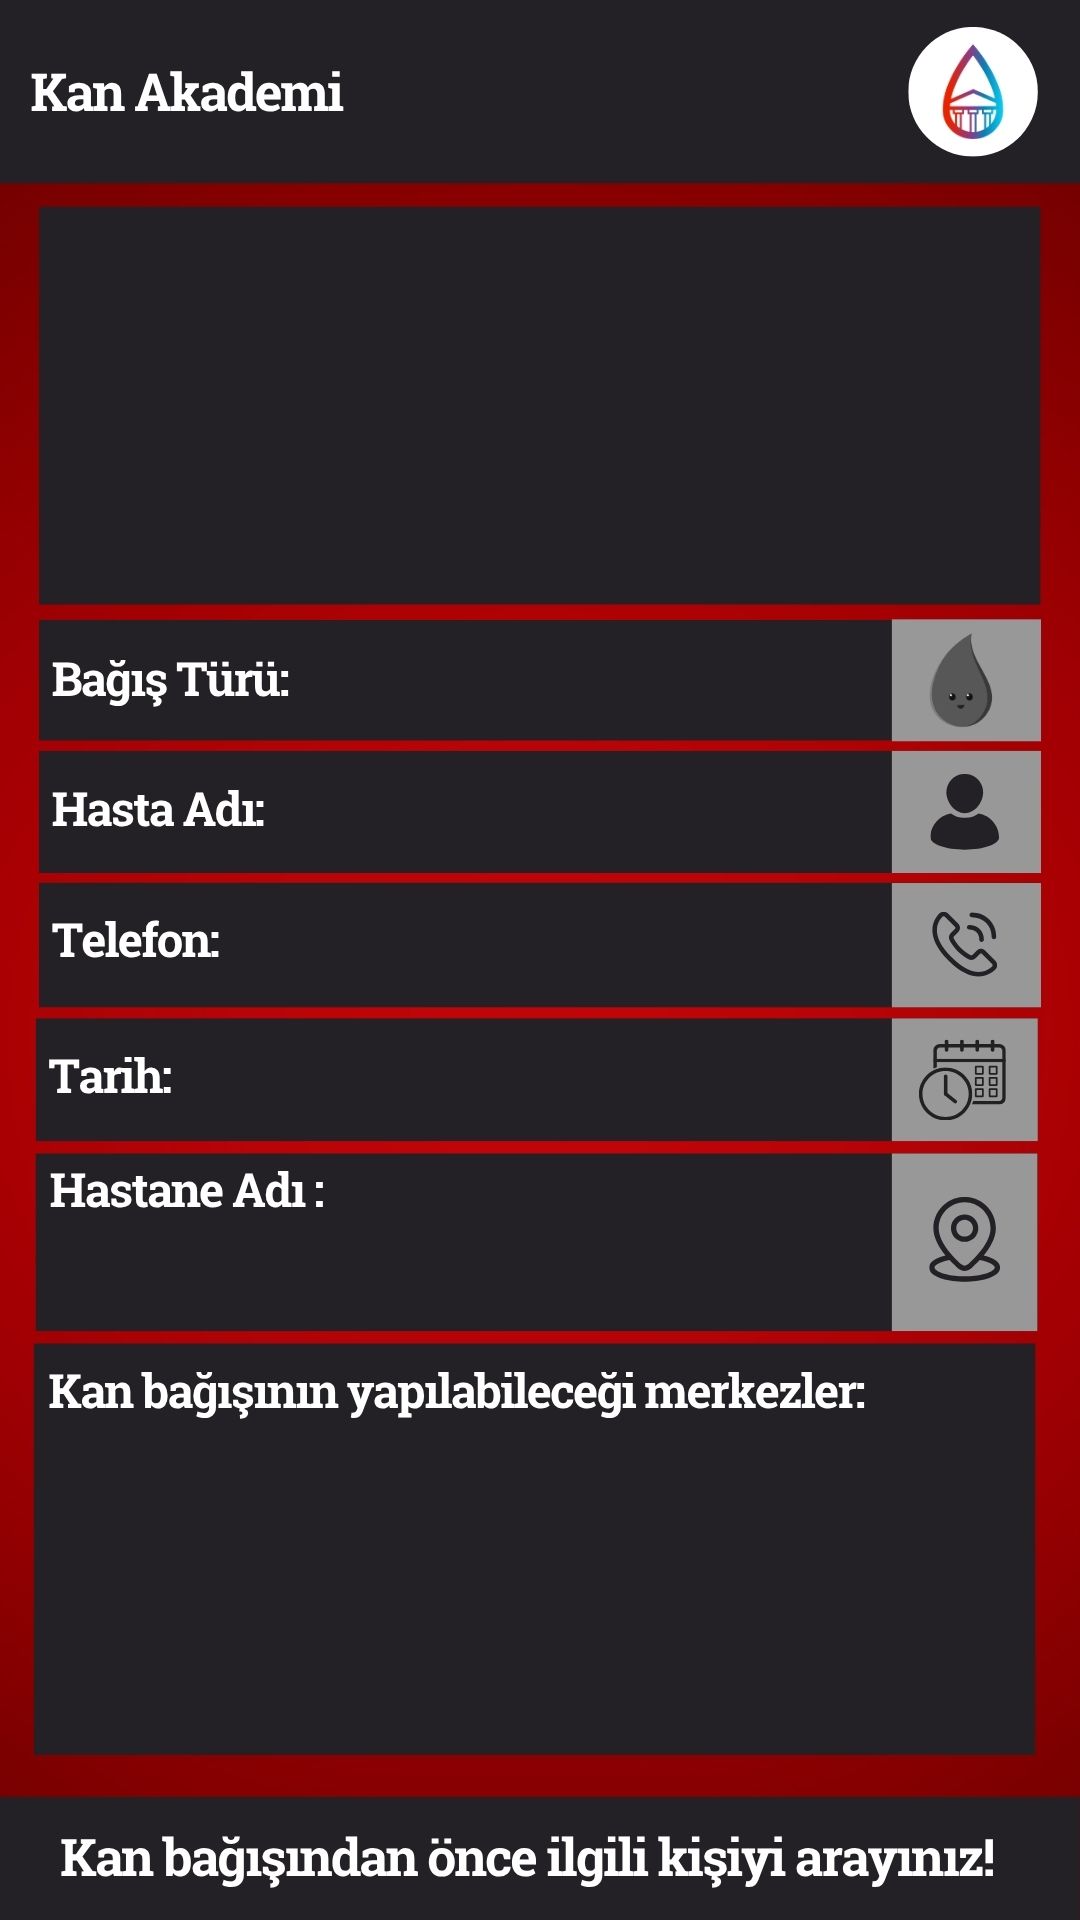 Kan Akademi
Bağış Türü:
Hasta Adı:
Telefon:
Tarih:
Hastane Adı :
Kan bağışının yapılabileceği merkezler:
Kan bağışından önce ilgili kişiyi arayınız!